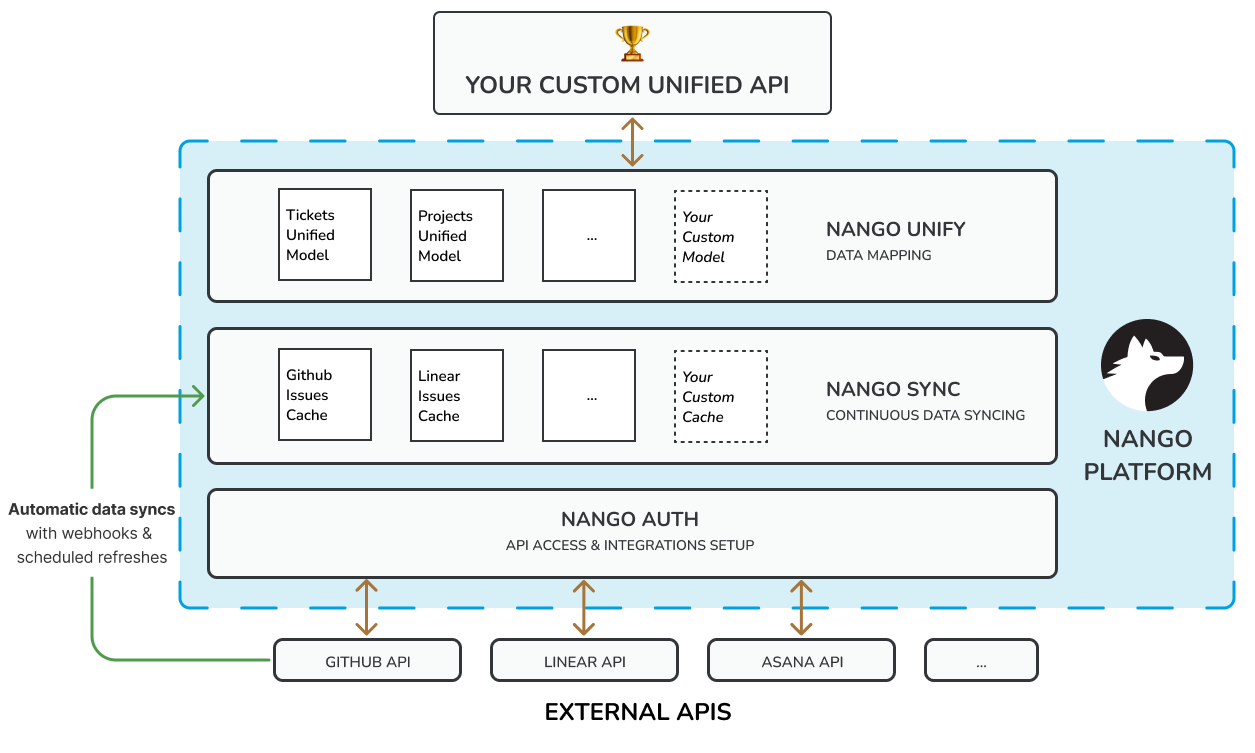 YOUR CUSTOM UNIFIED API
Tickets
Unified
Model
Projects
Unified
Model
...
Your
Custom
Model
NANGO UNIFY
DATA MAPPING
Github
Issues
Cache
Linear
Issues
Cache
...
Your
Custom
Cache
NANGO SYNC
CONTINUOUS DATA SYNCING
NANGO
PLATFORM
Automatic data syncs
with webhooks &
scheduled refreshes
NANGO AUTH
API ACCESS & INTEGRATIONS SETUP
GITHUB API
LINEAR API
ASANA API
...
EXTERNAL APIS